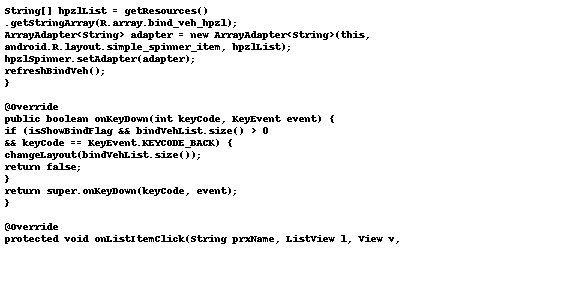 String[] hpzlList = getResources()
.getStringArray(R.array.bind_veh_hpzl);
ArrayAdapter<String> adapter = new ArrayAdapter<String>(this,
android.R.layout.simple_spinner_item, hpzlList);
hpzlSpinner.setAdapter(adapter);
refreshBindVeh();
}

@Override
public boolean onKeyDown(int keyCode, KeyEvent event) {
if (isShowBindFlag && bindVehList.size() > 0
&& keyCode == KeyEvent.KEYCODE_BACK) {
changeLayout(bindVehList.size());
return false;
}
return super.onKeyDown(keyCode, event);
}

@Override
protected void onListItemClick(String prxName, ListView l, View v,